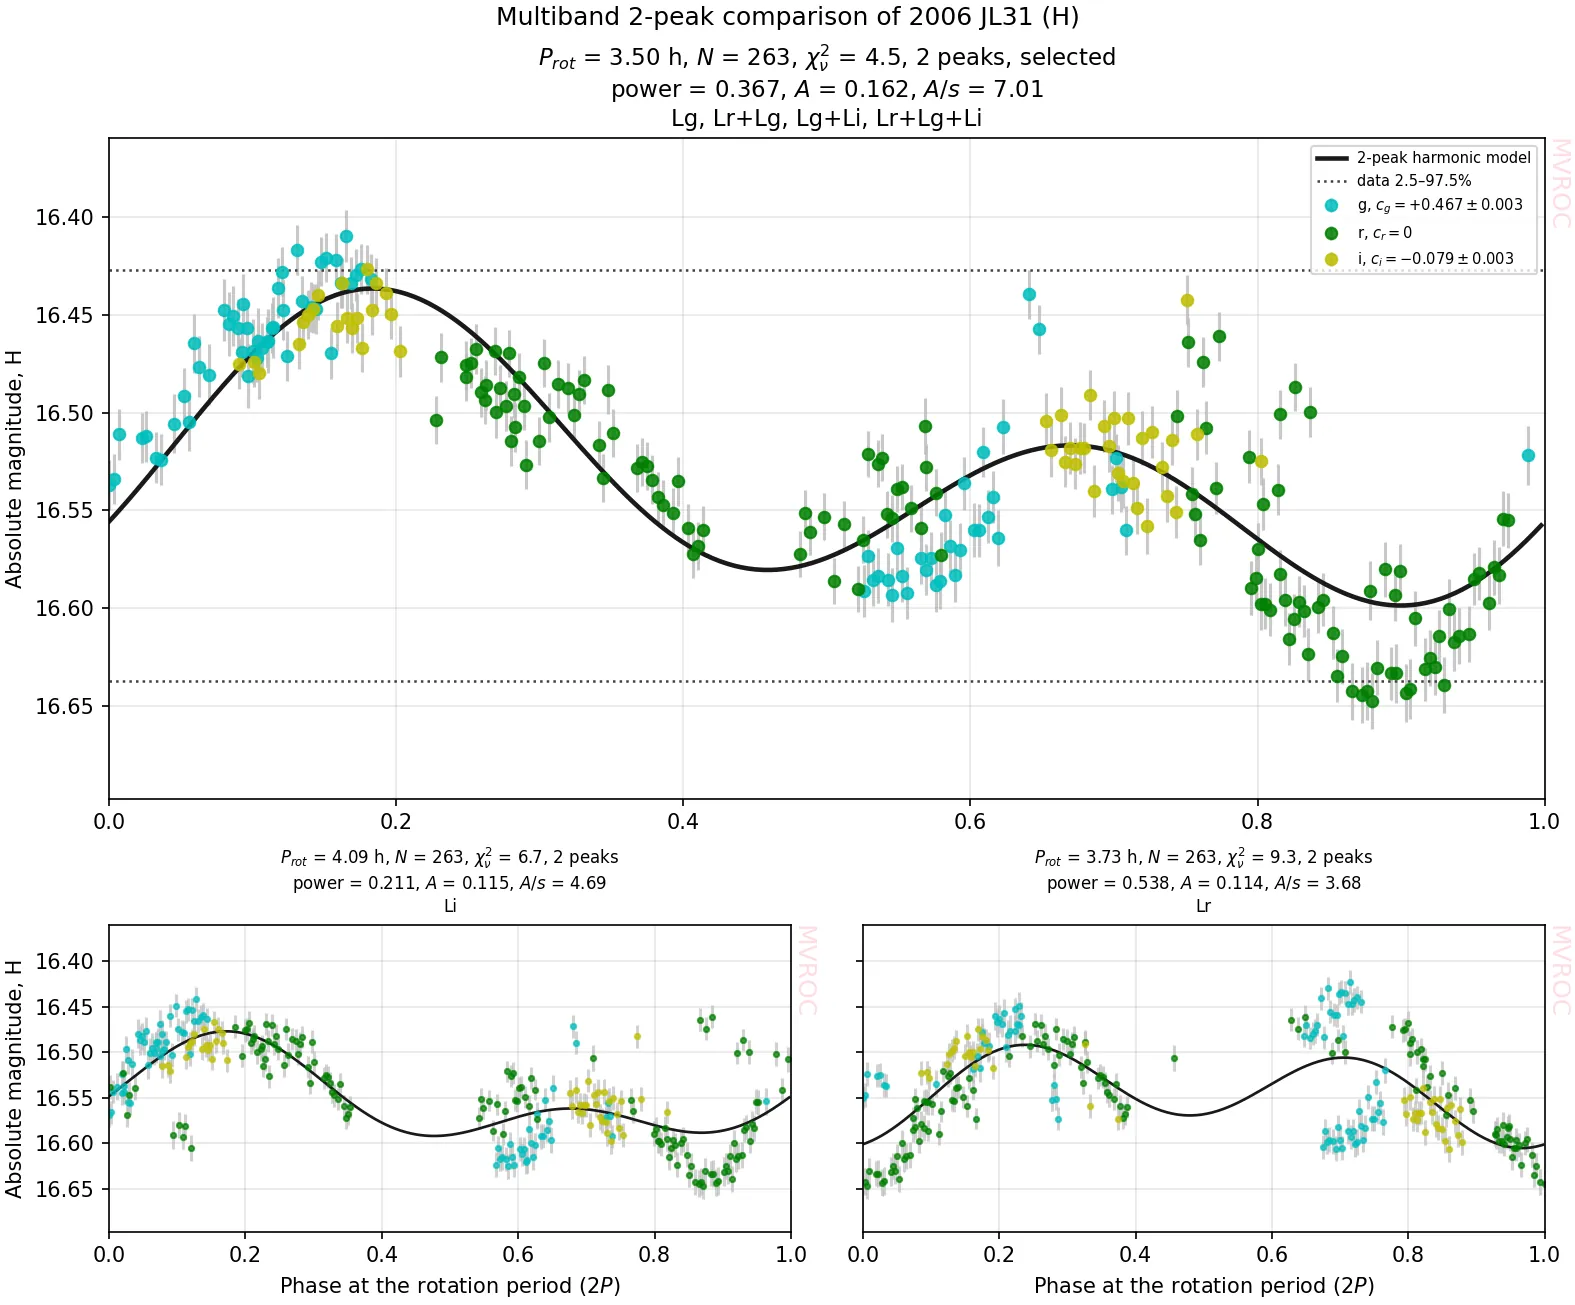 Multiband 2-peak comparison of 2006 JL31 (H)
P_rot = 3.50 h, N = 263, χ²_ν = 4.5, 2 peaks, selected
power = 0.367, A = 0.162, A/s = 7.01
Lg, Lr+Lg, Lg+Li, Lr+Lg+Li
MVROC
2-peak harmonic model
data 2.5–97.5%
g, c_g = +0.467 ± 0.003
r, c_r = 0
i, c_i = −0.079 ± 0.003
Absolute magnitude, H
16.40
16.45
16.50
16.55
16.60
16.65
0.0 0.2 0.4 0.6 0.8 1.0
P_rot = 4.09 h, N = 263, χ²_ν = 6.7, 2 peaks
power = 0.211, A = 0.115, A/s = 4.69
Li
MVROC
Absolute magnitude, H
16.40
16.45
16.50
16.55
16.60
16.65
0.0 0.2 0.4 0.6 0.8 1.0
Phase at the rotation period (2P)
P_rot = 3.73 h, N = 263, χ²_ν = 9.3, 2 peaks
power = 0.538, A = 0.114, A/s = 3.68
Lr
MVROC
0.0 0.2 0.4 0.6 0.8 1.0
Phase at the rotation period (2P)